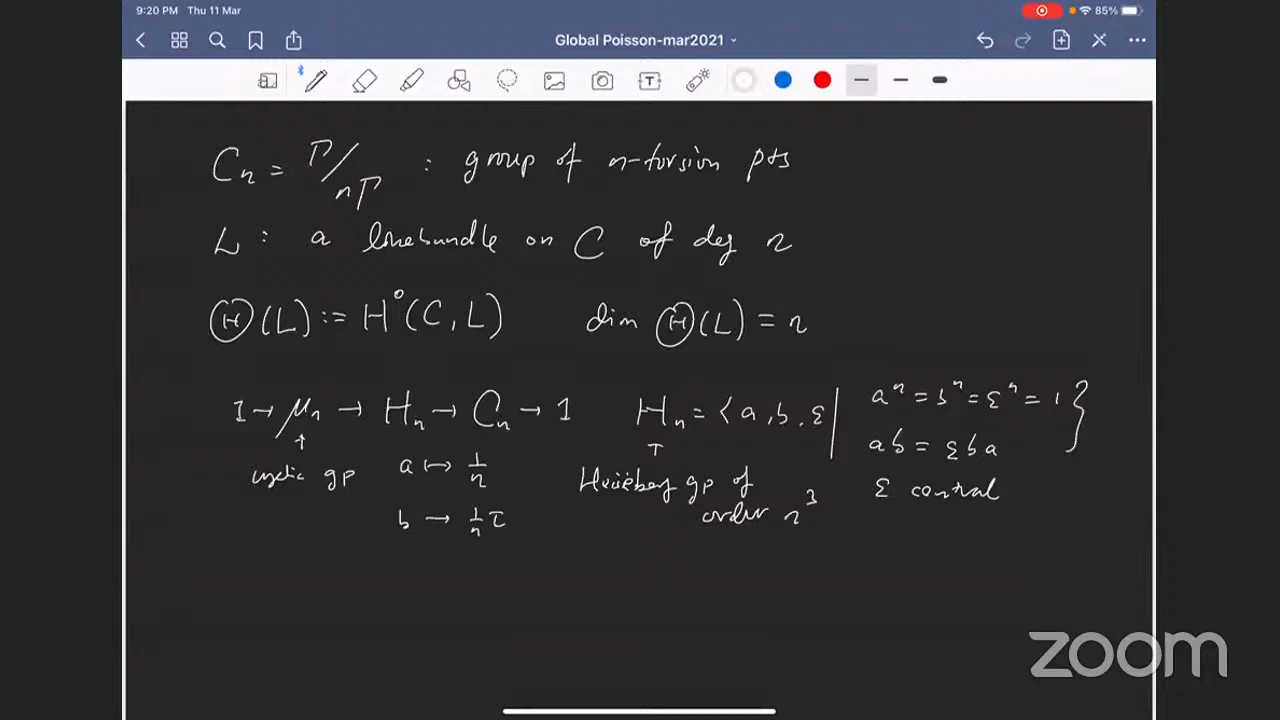 9:20 PM Thu 11 Mar
85%
Global Poisson-mar2021
C_n = Γ/nΓ : group of n-torsion pts
L : a linebundle on C of deg n
Ⓗ(L) := H⁰(C, L) dim Ⓗ(L) = n
1 → μ_n → H_n → C_n → 1 H_n = ⟨ a, b, ε | aⁿ = bⁿ = εⁿ = 1 }
ab = εba
ε central
↑
cyclic gp
a ↦ 1/n
b → 1/n τ
Heisenberg gp of
order n³
zoom